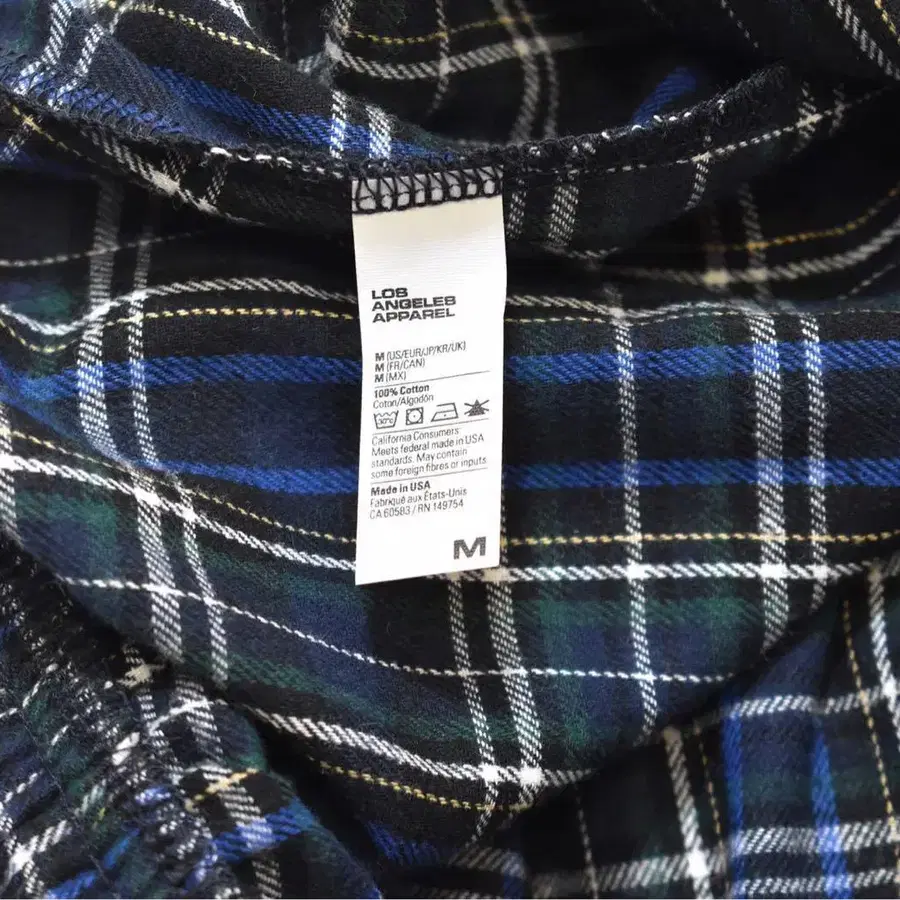 LOS
ANGELES
APPAREL
M (US/EUR/JP/KR/UK)
M (FR/CAN)
M (MX)
100% Cotton
Coton/Algodón
30°C
California Consumers:
Meets federal made in USA
standards. May contain
some foreign fibres or inputs
Made in USA
Fabriqué aux États-Unis
CA 60583 / RN 149754
M